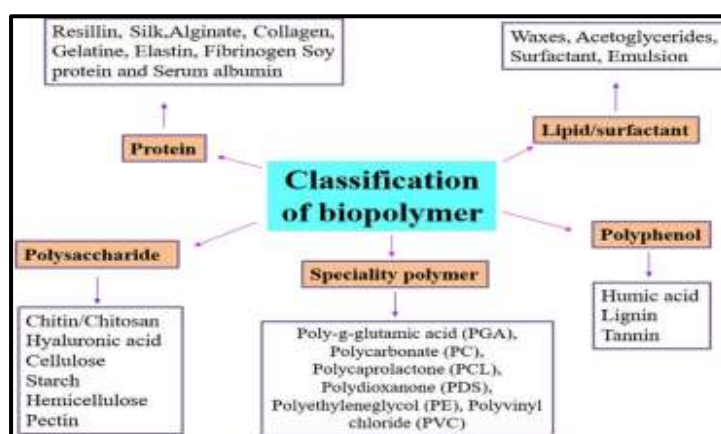 Resillin, Silk,Alginate, Collagen,
Gelatine, Elastin, Fibrinogen Soy
protein and Serum albumin
Waxes, Acetoglycerides,
Surfactant, Emulsion
Protein
Lipid/surfactant
Classification
of biopolymer
Polysaccharide
Speciality polymer
Polyphenol
Chitin/Chitosan
Hyaluronic acid
Cellulose
Starch
Hemicellulose
Pectin
Poly-g-glutamic acid (PGA),
Polycarbonate (PC),
Polycaprolactone (PCL),
Polydioxanone (PDS),
Polyethyleneglycol (PE), Polyvinyl
chloride (PVC)
Humic acid
Lignin
Tannin